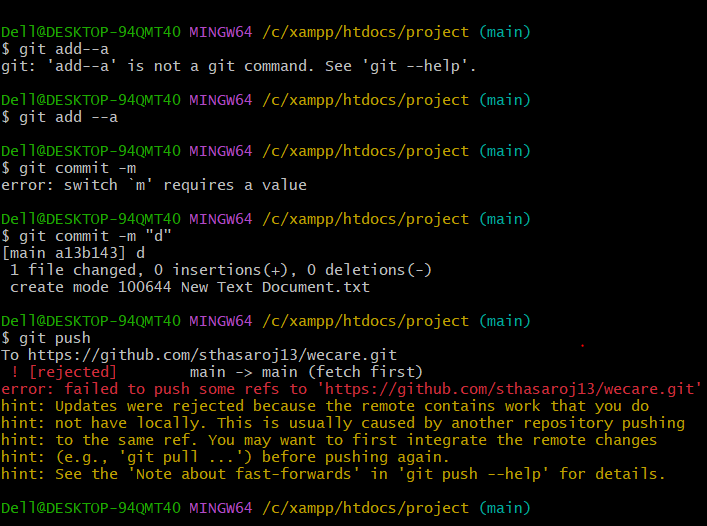 Dell@DESKTOP-94QMT4O MINGW64 /c/xampp/htdocs/project (main)
$ git add--a
git: 'add--a' is not a git command. See 'git --help'.
Dell@DESKTOP-94QMT4O MINGW64 /c/xampp/htdocs/project (main)
$ git add --a
Dell@DESKTOP-94QMT4O MINGW64 /c/xampp/htdocs/project (main)
$ git commit -m
error: switch `m' requires a value
Dell@DESKTOP-94QMT4O MINGW64 /c/xampp/htdocs/project (main)
$ git commit -m "d"
[main a13b143] d
 1 file changed, 0 insertions(+), 0 deletions(-)
 create mode 100644 New Text Document.txt
Dell@DESKTOP-94QMT4O MINGW64 /c/xampp/htdocs/project (main)
$ git push
To https://github.com/sthasaroj13/wecare.git
 ! [rejected]        main -> main (fetch first)
error: failed to push some refs to 'https://github.com/sthasaroj13/wecare.git'
hint: Updates were rejected because the remote contains work that you do
hint: not have locally. This is usually caused by another repository pushing
hint: to the same ref. You may want to first integrate the remote changes
hint: (e.g., 'git pull ...') before pushing again.
hint: See the 'Note about fast-forwards' in 'git push --help' for details.
Dell@DESKTOP-94QMT4O MINGW64 /c/xampp/htdocs/project (main)